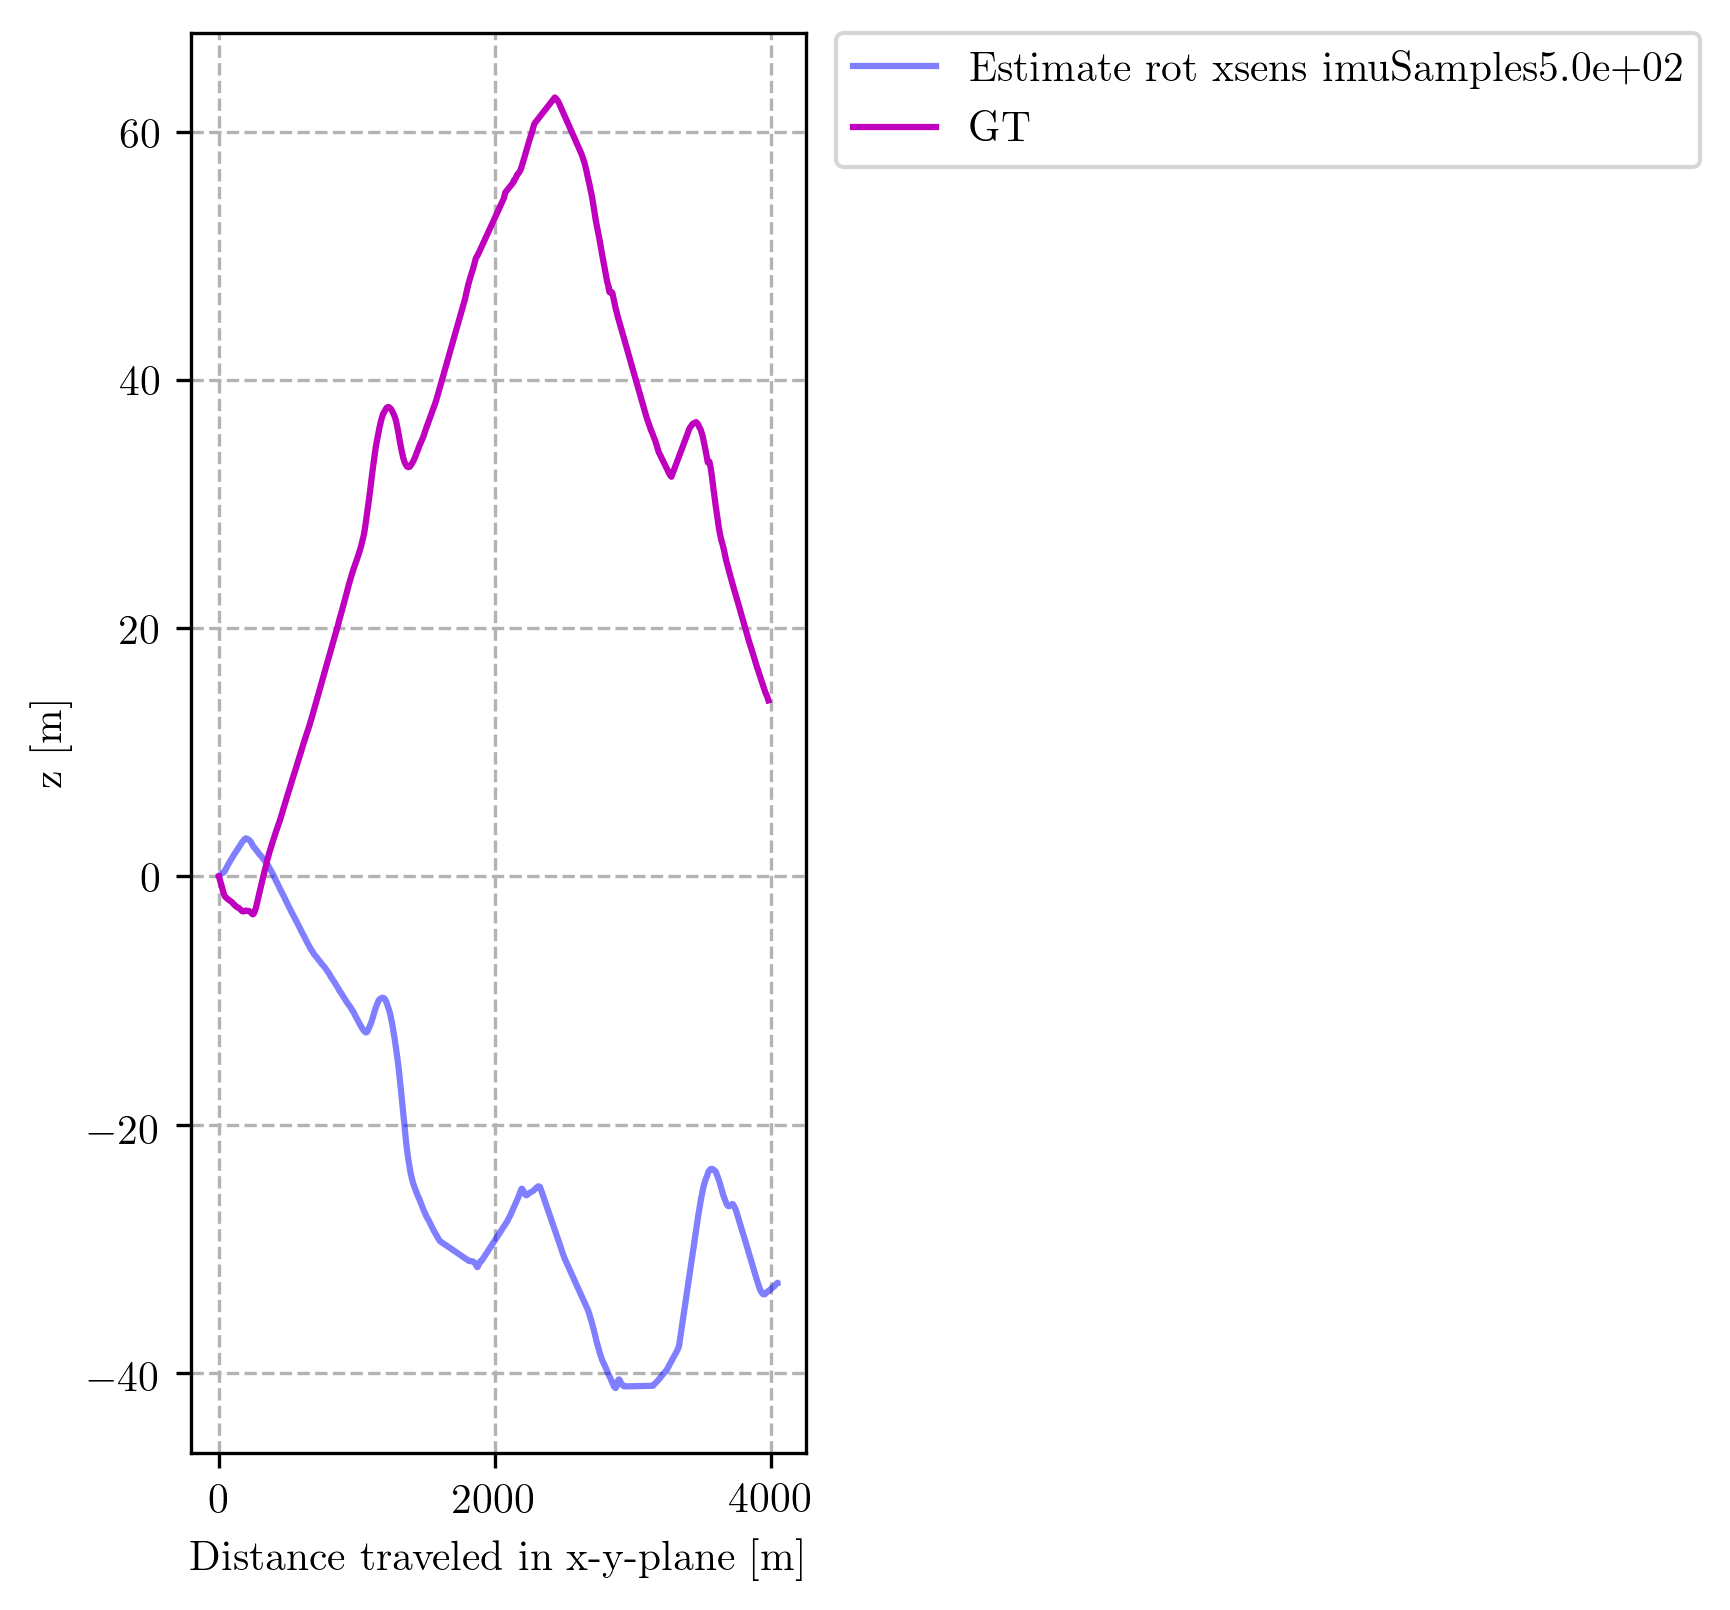 Estimate rot xsens imuSamples5.0e+02
GT
60
40
20
0
−20
−40
z [m]
0 2000 4000
Distance traveled in x-y-plane [m]